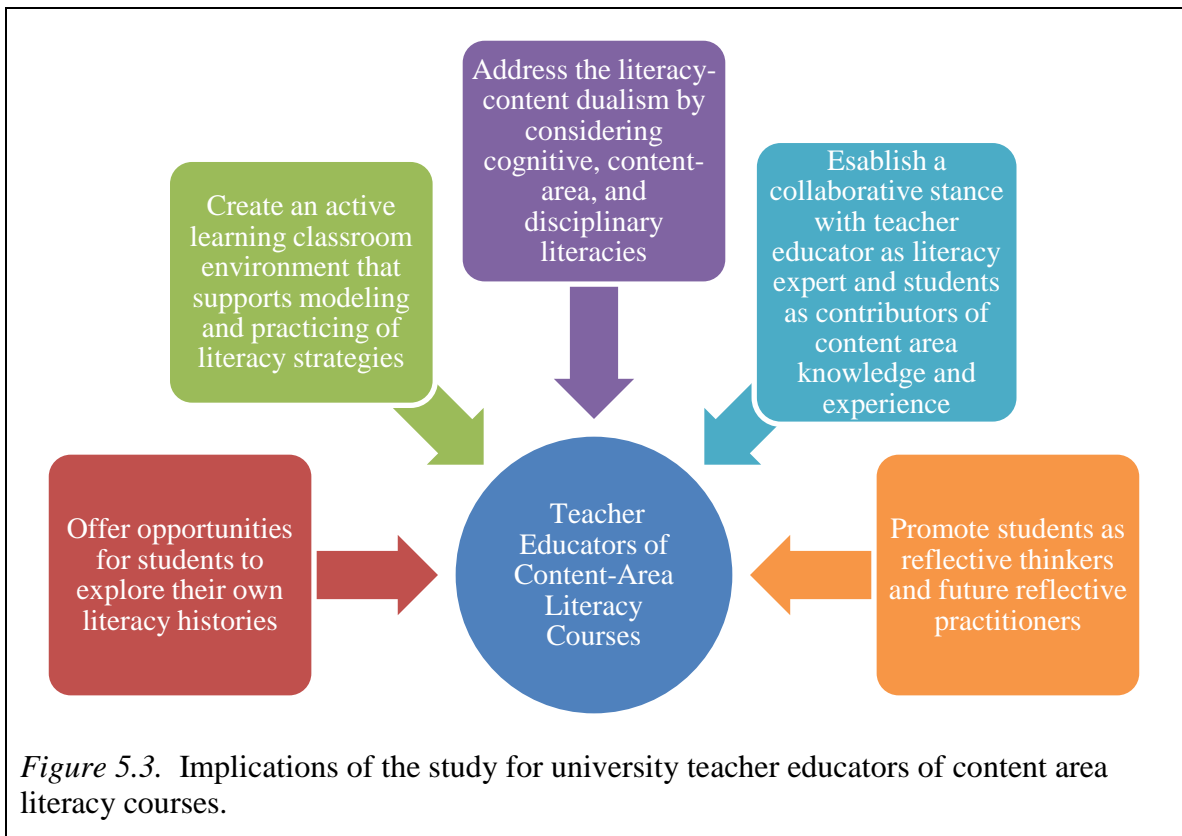 Address the literacy-
content dualism by
considering
cognitive, content-
area, and
disciplinary
literacies
Create an active
learning classroom
environment that
supports modeling
and practicing of
literacy strategies
Esablish a
collaborative stance
with teacher
educator as literacy
expert and students
as contributors of
content area
knowledge and
experience
Offer opportunities
for students to
explore their own
literacy histories
Teacher
Educators of
Content-Area
Literacy
Courses
Promote students as
reflective thinkers
and future reflective
practitioners
Figure 5.3. Implications of the study for university teacher educators of content area
literacy courses.